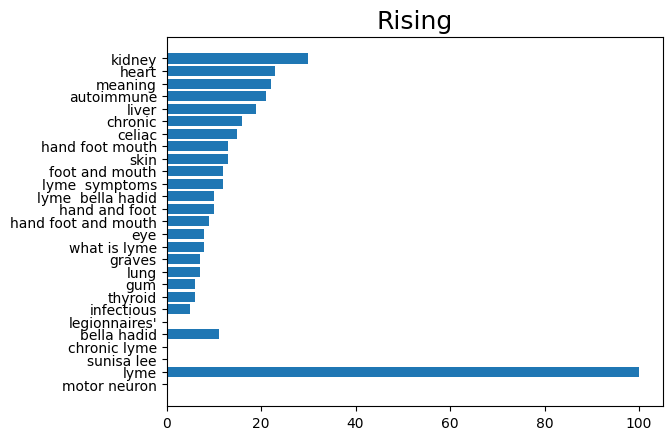 Rising
kidney
heart
meaning
autoimmune
liver
chronic
celiac
hand foot mouth
skin
foot and mouth
lyme  symptoms
lyme  bella hadid
hand and foot
hand foot and mouth
eye
what is lyme
graves
lung
gum
thyroid
infectious
legionnaires'
bella hadid
chronic lyme
sunisa lee
lyme
motor neuron
0 20 40 60 80 100